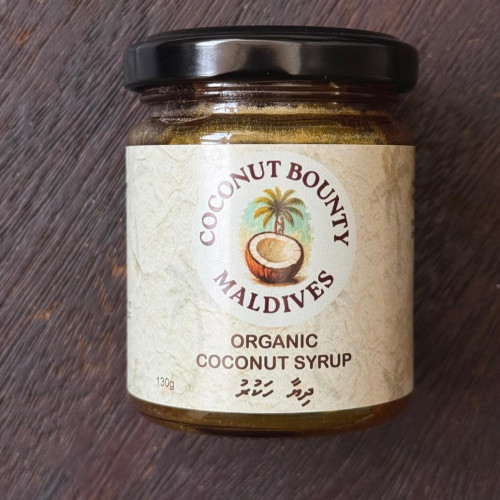 COCONUT BOUNTY
MALDIVES
ORGANIC
COCONUT SYRUP
130g
ދިޔާ ހަކުރު